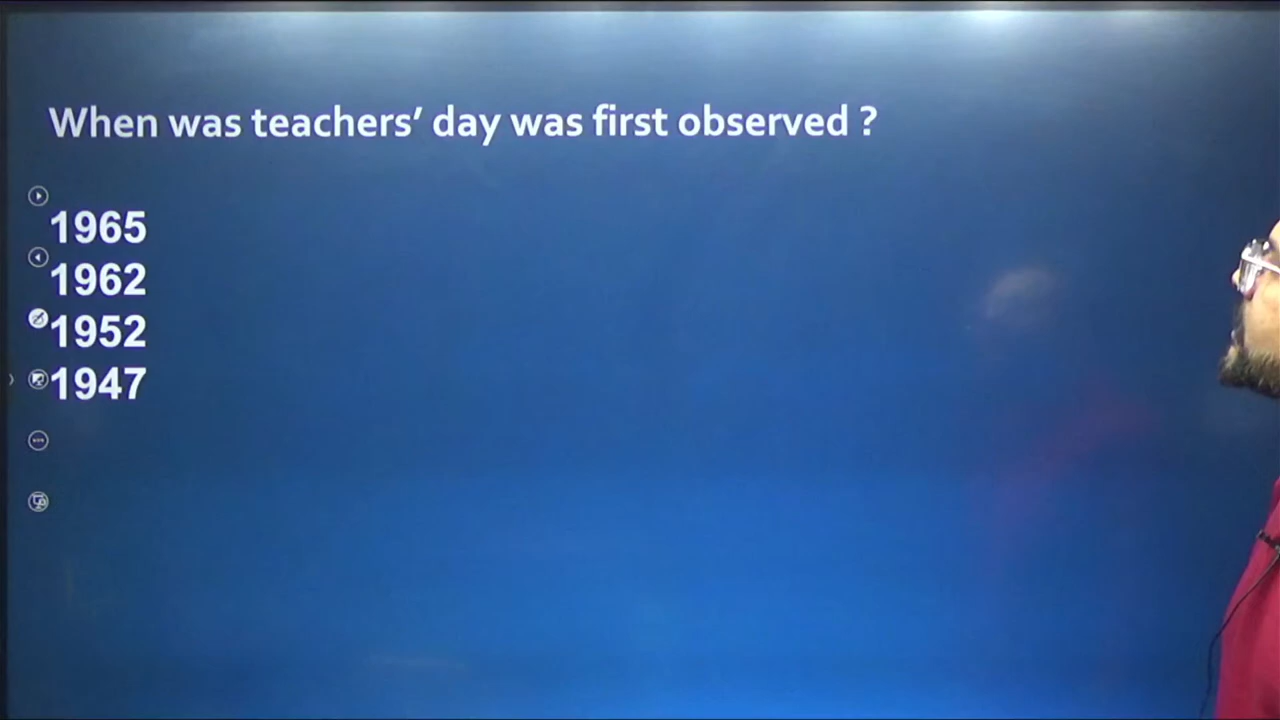 When was teachers’ day was first observed ?
1965
1962
1952
1947